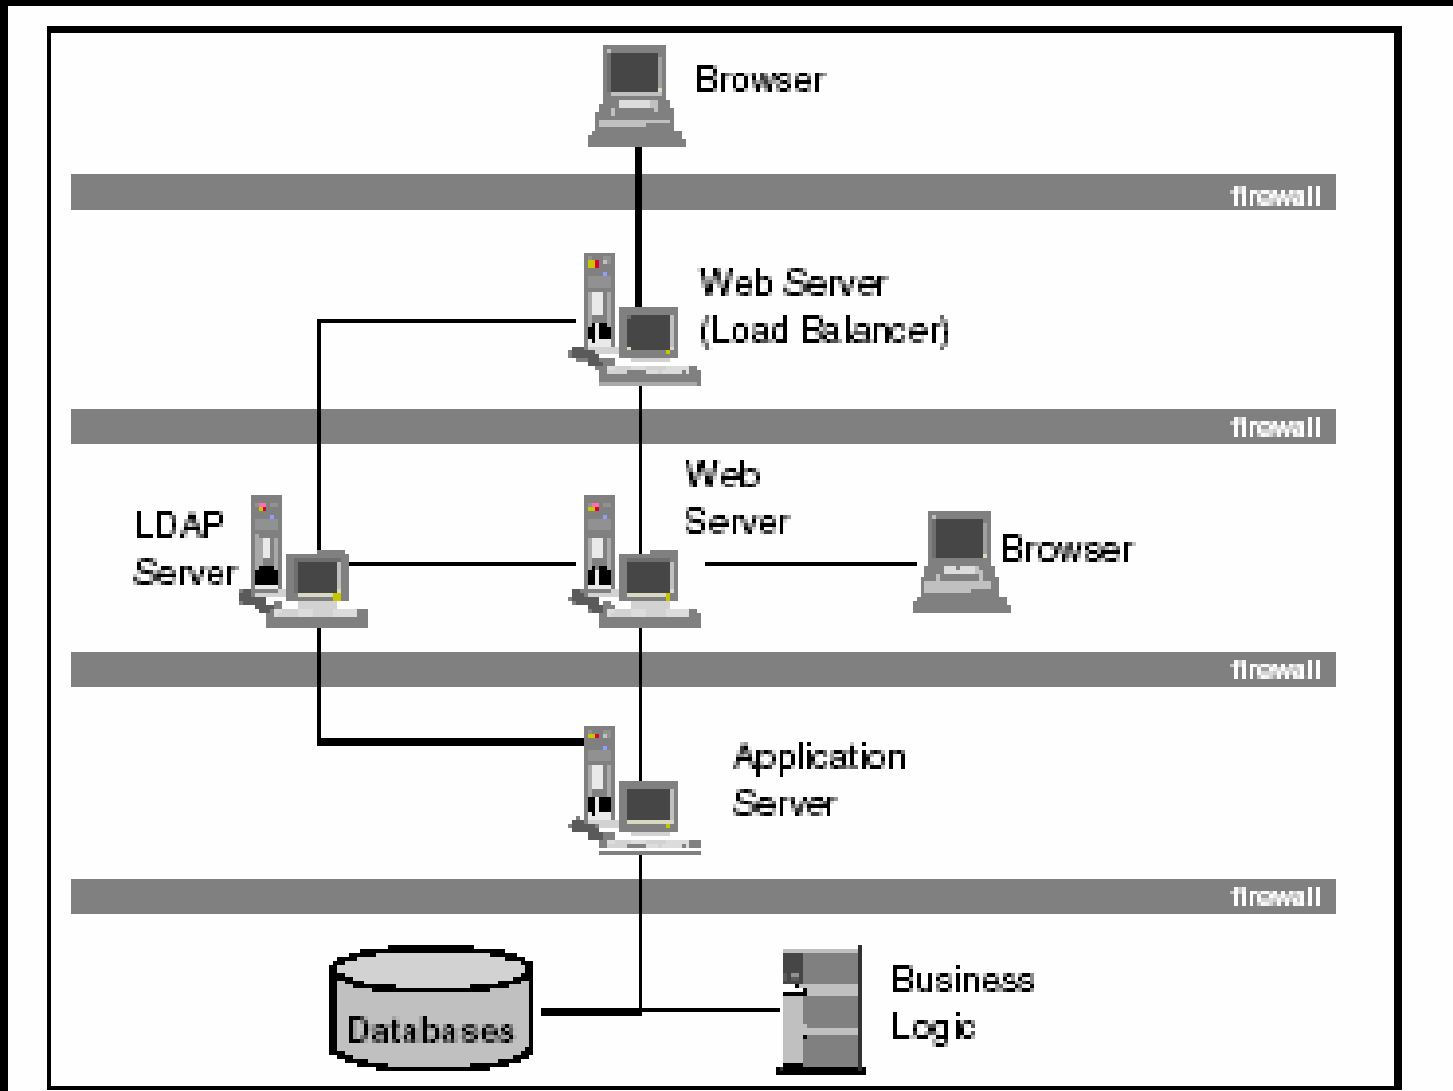 Browser
firewall
Web Server
(Load Balancer)
firewall
Web
Server
LDAP
Server
Browser
firewall
Application
Server
firewall
Databases
Business
Logic